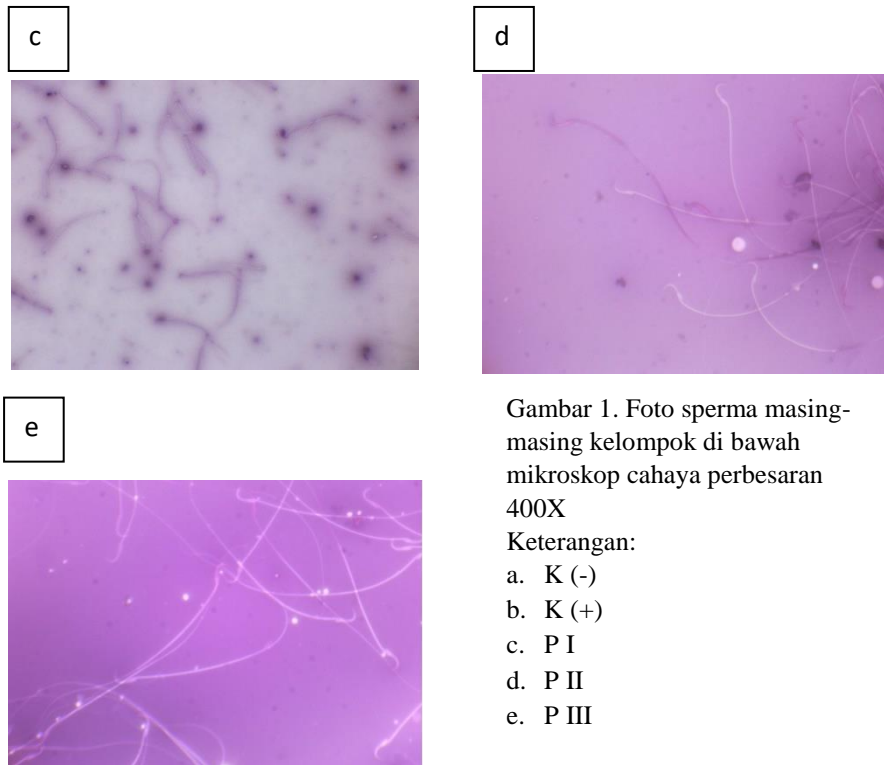 c
d
e
Gambar 1. Foto sperma masing-
masing kelompok di bawah
mikroskop cahaya perbesaran
400X
Keterangan:
a. K (-)
b. K (+)
c. P I
d. P II
e. P III